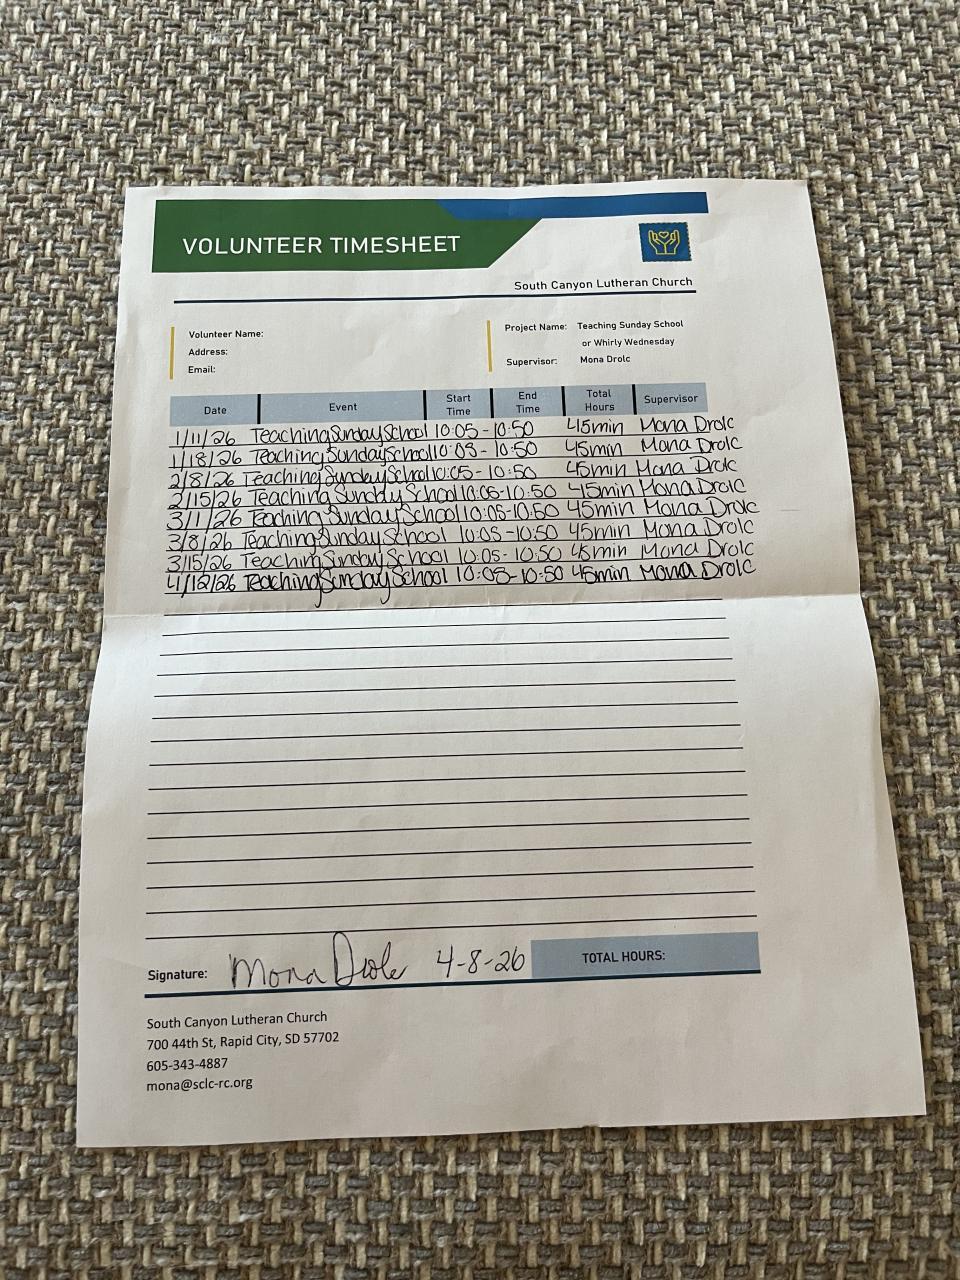 VOLUNTEER TIMESHEET
South Canyon Lutheran Church
Volunteer Name:
Address:
Email:
Project Name: Teaching Sunday School
or Whirly Wednesday
Supervisor: Mona Drolc
Date Event Start Time End Time Total Hours Supervisor
1/11/26 Teaching Sunday School 10:05 - 10:50 45min Mona Drolc
1/18/26 Teaching Sunday School 10:05 - 10:50 45min Mona Drolc
2/8/26 Teaching Sunday School 10:05 - 10:50 45min Mona Drolc
2/15/26 Teaching Sunday School 10:05-10:50 45min Mona Drolc
3/1/26 Teaching Sunday School 10:05-10:50 45min Mona Drolc
3/8/26 Teaching Sunday School 10:05 -10:50 45min Mona Drolc
3/15/26 Teaching Sunday School 10:05- 10:50 45min Mona Drolc
4/12/26 Teaching Sunday School 10:05-10:50 45min Mona Drolc
Signature: Mona Drolc 4-8-26 TOTAL HOURS:
South Canyon Lutheran Church
700 44th St, Rapid City, SD 57702
605-343-4887
mona@sclc-rc.org